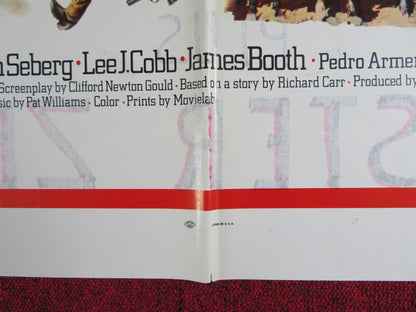 n Seberg • Lee J. Cobb • James Booth • Pedro Armen
Screenplay by Clifford Newton Gould • Based on a story by Richard Carr • Produced by
sic by Pat Williams • Color • Prints by Movielab